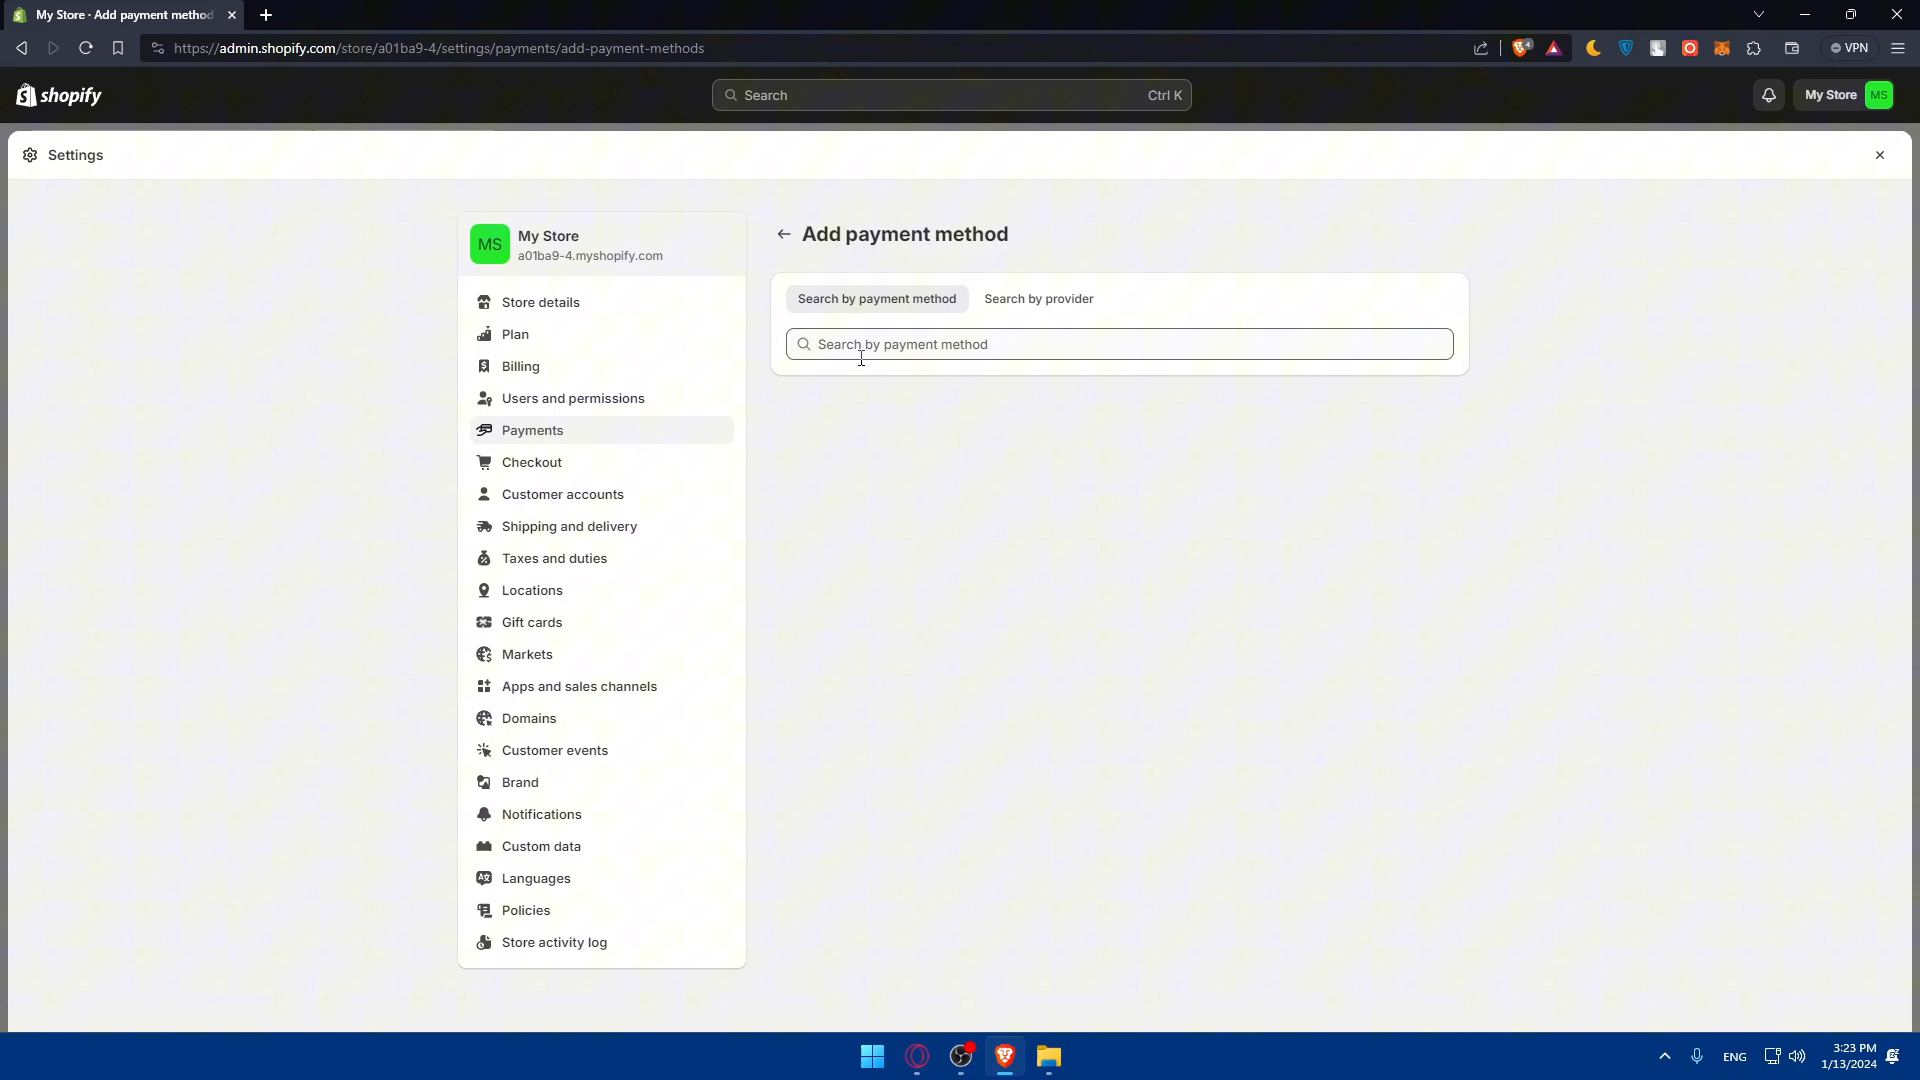 My Store · Add payment method
https://admin.shopify.com/store/a01ba9-4/settings/payments/add-payment-methods
4
VPN
shopify
Search
Ctrl K
My Store
MS
Settings
MS
My Store
a01ba9-4.myshopify.com
Store details
Plan
Billing
Users and permissions
Payments
Checkout
Customer accounts
Shipping and delivery
Taxes and duties
Locations
Gift cards
Markets
Apps and sales channels
Domains
Customer events
Brand
Notifications
Custom data
Languages
Policies
Store activity log
Add payment method
Search by payment method
Search by provider
Search by payment method
ENG
3:23 PM
1/13/2024